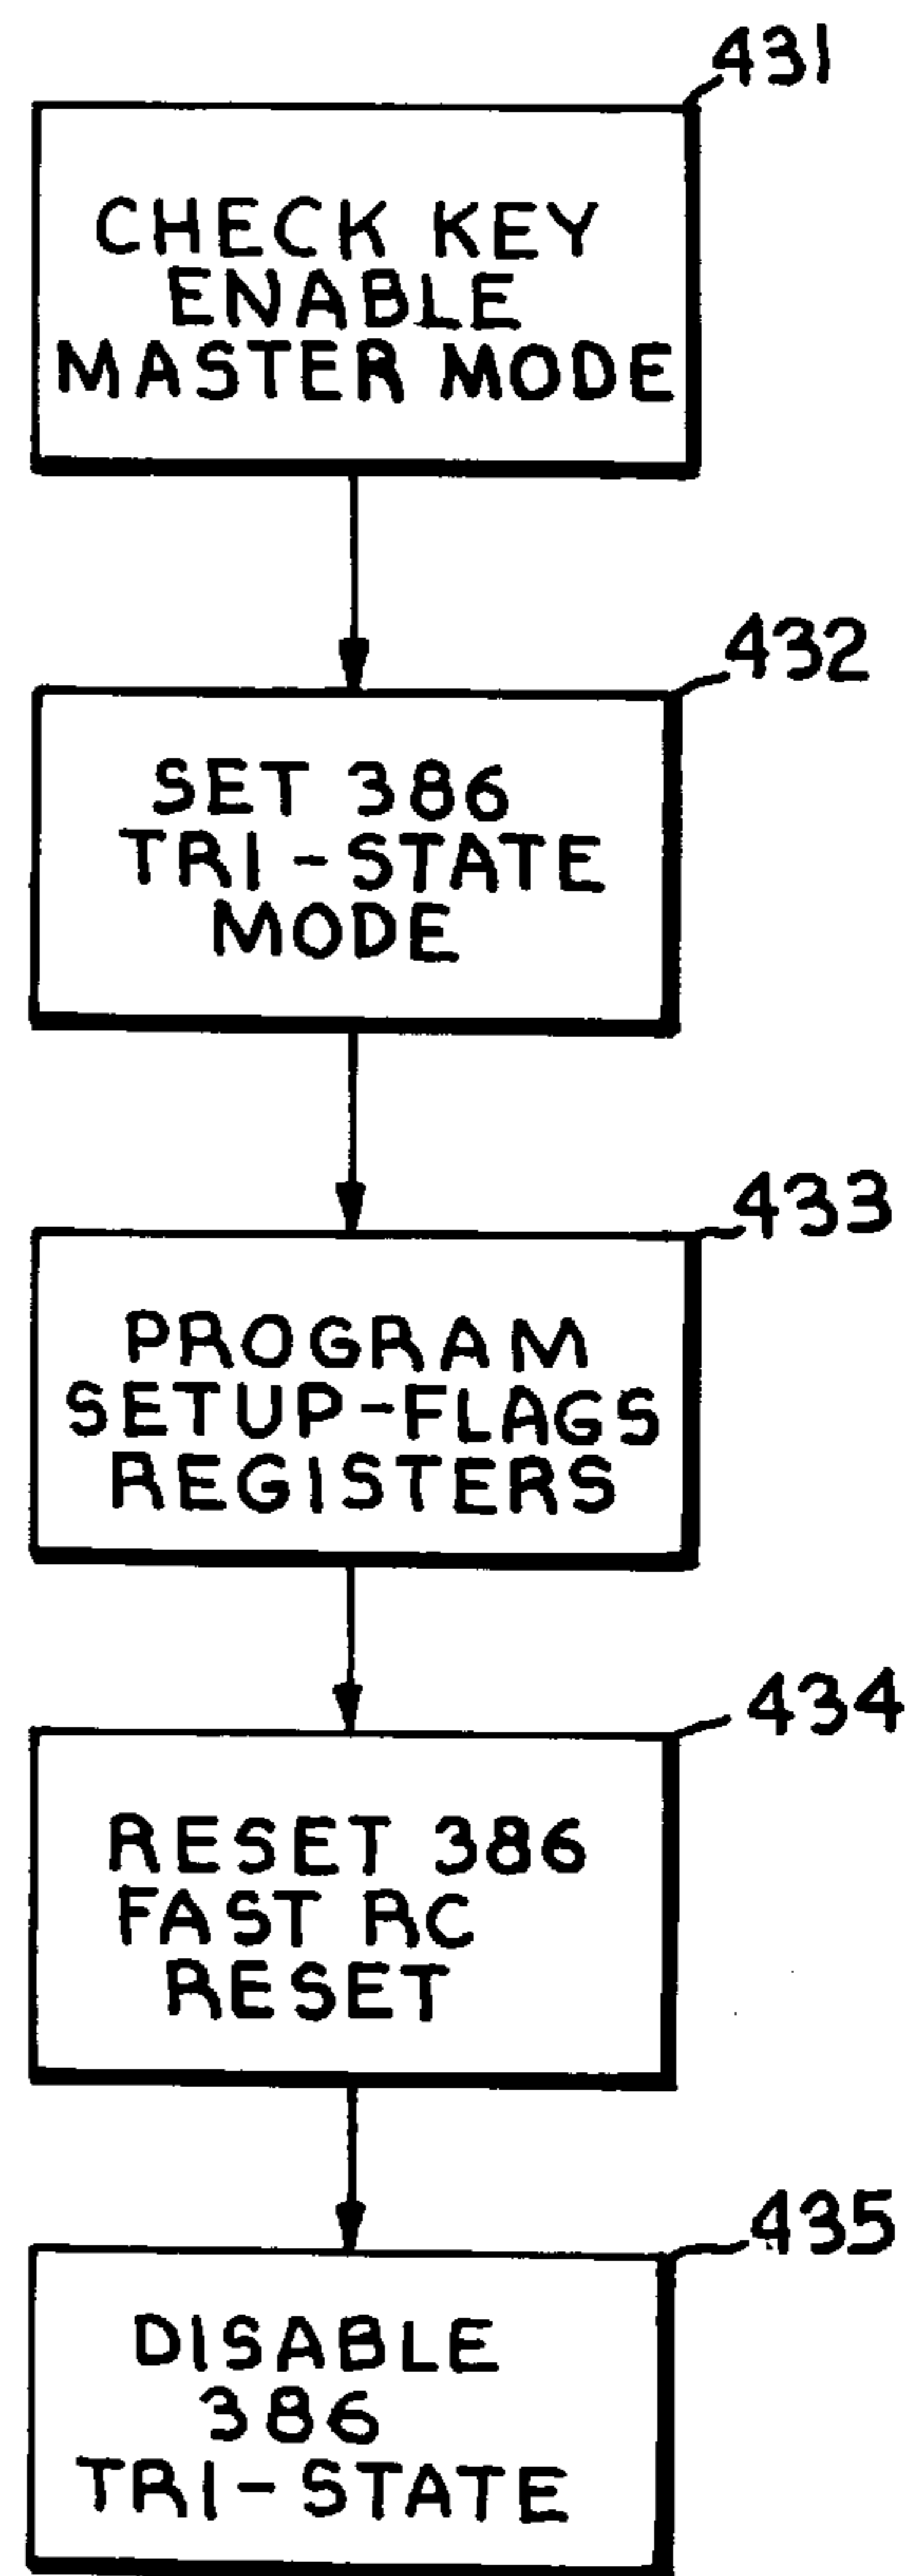 431
CHECK KEY
ENABLE
MASTER MODE
432
SET 386
TRI-STATE
MODE
433
PROGRAM
SETUP-FLAGS
REGISTERS
434
RESET 386
FAST RC
RESET
435
DISABLE
386
TRI-STATE